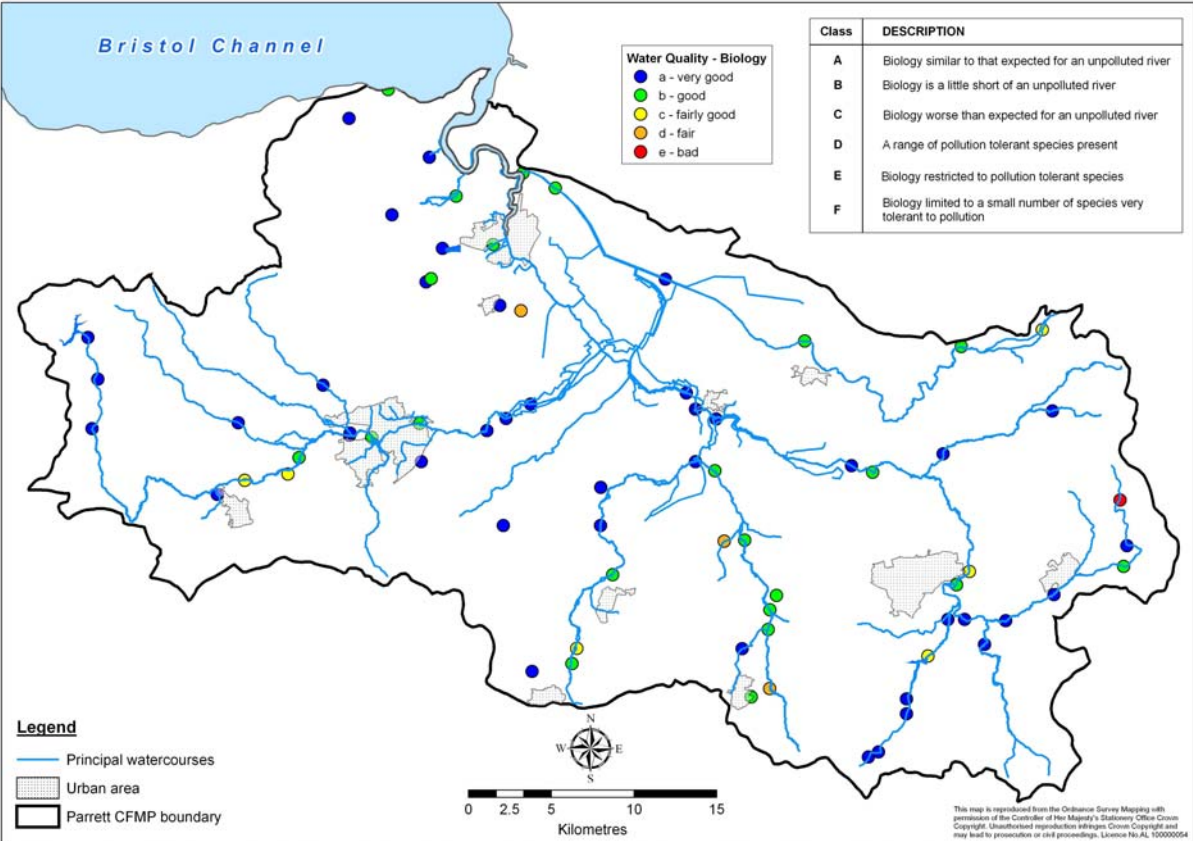 Bristol Channel
Water Quality - Biology
a - very good
b - good
c - fairly good
d - fair
e - bad
Class DESCRIPTION
A Biology similar to that expected for an unpolluted river
B Biology is a little short of an unpolluted river
C Biology worse than expected for an unpolluted river
D A range of pollution tolerant species present
E Biology restricted to pollution tolerant species
F Biology limited to a small number of species very
tolerant to pollution
Legend
Principal watercourses
Urban area
Parrett CFMP boundary
N
W E
S
0 2.5 5 10 15
Kilometres
This map is reproduced from the Ordnance Survey Mapping with
permission of the Controller of Her Majesty's Stationery Office Crown
Copyright. Unauthorised reproduction infringes Crown Copyright and
may lead to prosecution or civil proceedings. Licence No.AL 100000054